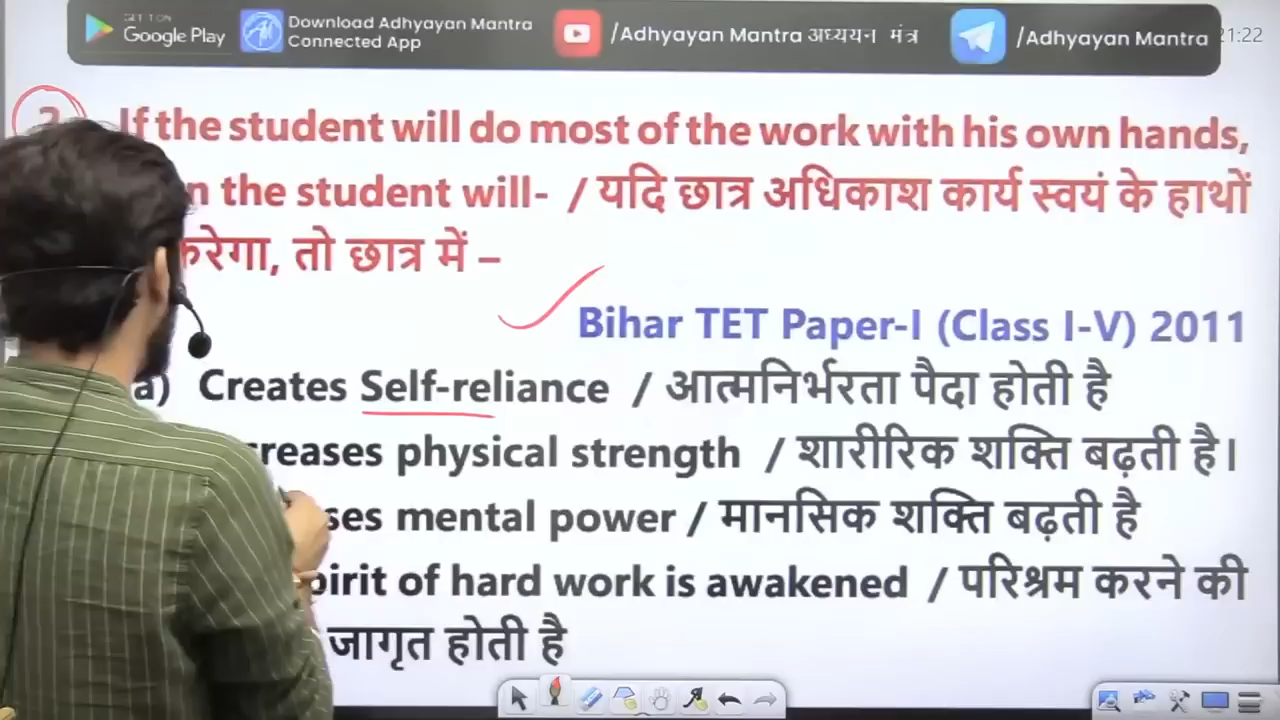 GET IT ON
Google Play
Download Adhyayan Mantra
Connected App
/Adhyayan Mantra अध्ययन मंत्र
/Adhyayan Mantra
21:22
If the student will do most of the work with his own hands,
the student will- / यदि छात्र अधिकाश कार्य स्वयं के हाथों
करेगा, तो छात्र में –
Bihar TET Paper-I (Class I-V) 2011
a) Creates Self-reliance / आत्मनिर्भरता पैदा होती है
physical strength / शारीरिक शक्ति बढ़ती है।
mental power / मानसिक शक्ति बढ़ती है
of hard work is awakened / परिश्रम करने की
जागृत होती है